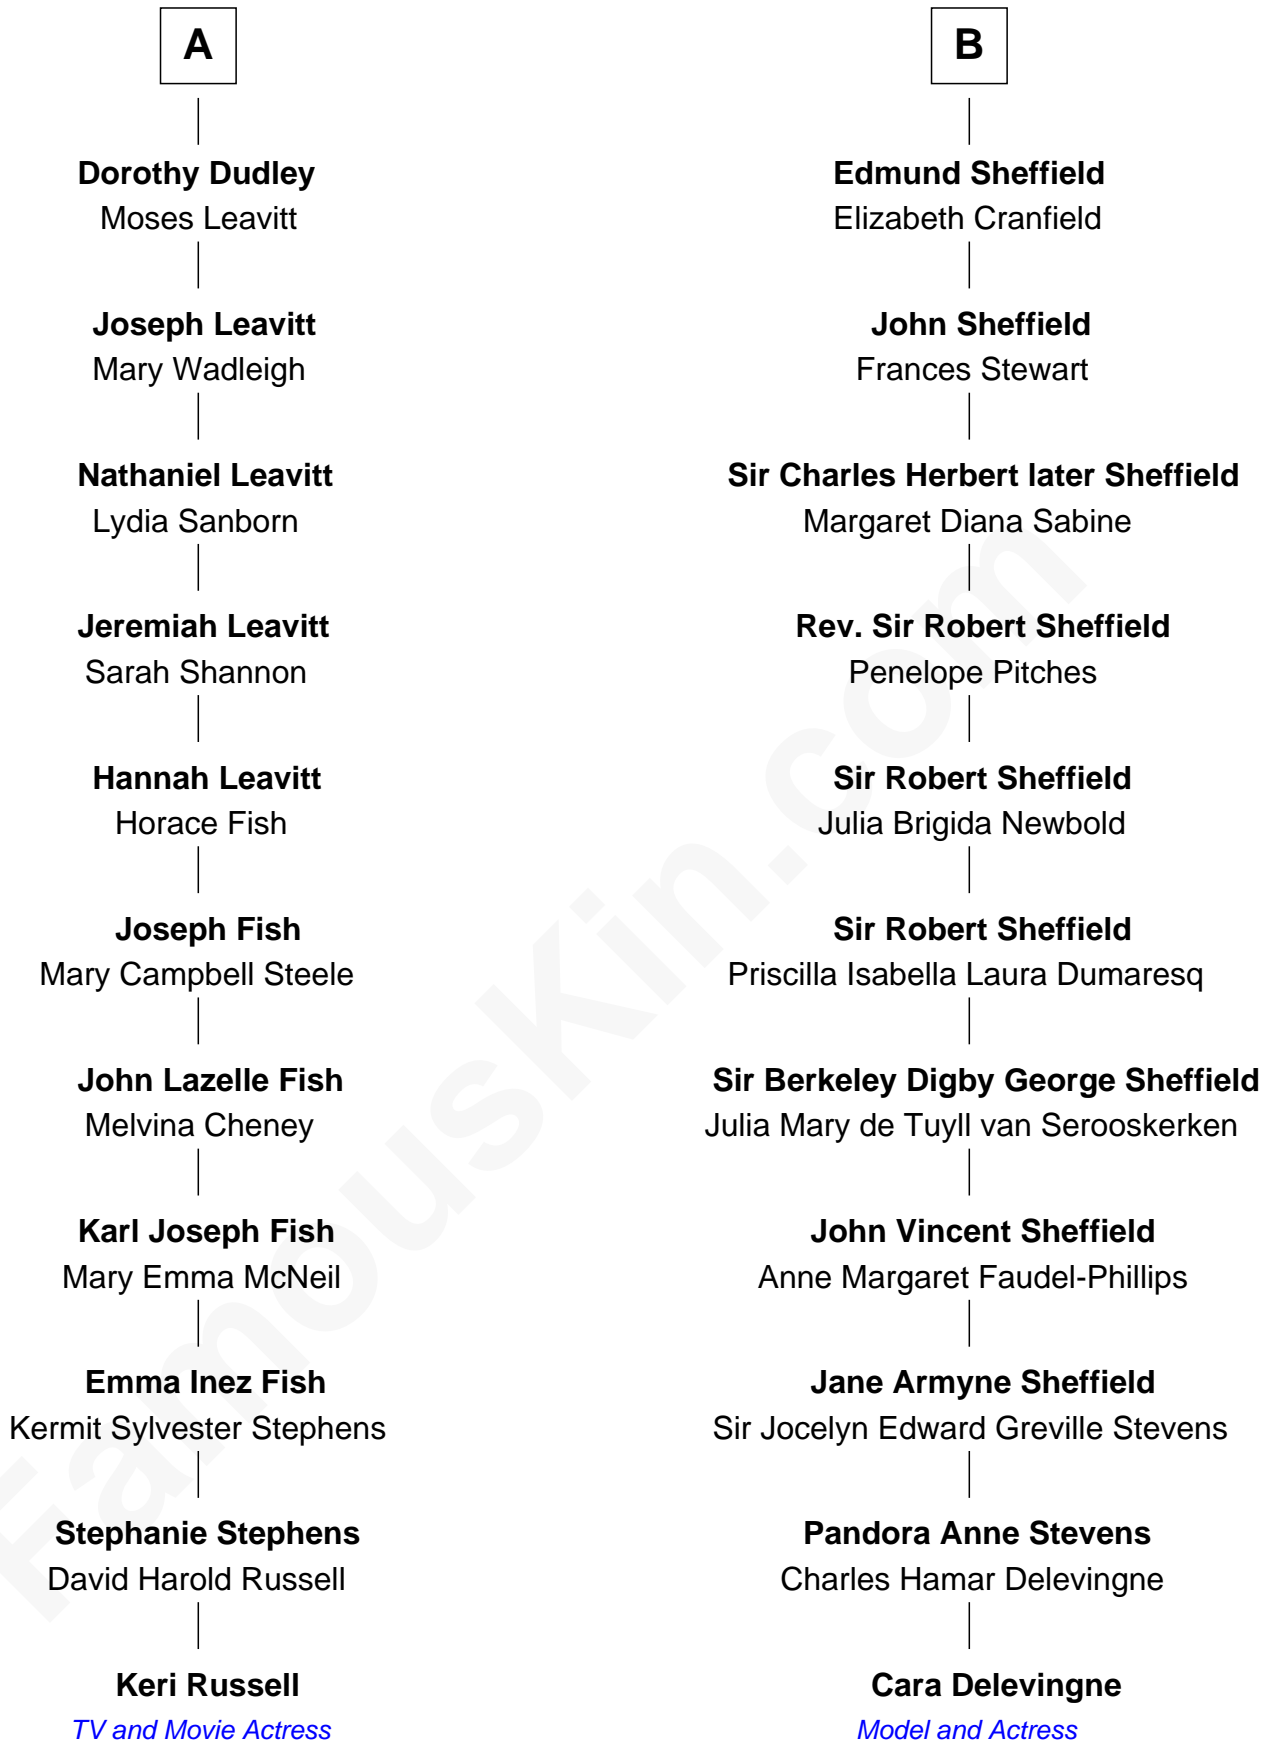 A
Dorothy Dudley
Moses Leavitt
Joseph Leavitt
Mary Wadleigh
Nathaniel Leavitt
Lydia Sanborn
Jeremiah Leavitt
Sarah Shannon
Hannah Leavitt
Horace Fish
Joseph Fish
Mary Campbell Steele
John Lazelle Fish
Melvina Cheney
Karl Joseph Fish
Mary Emma McNeil
Emma Inez Fish
Kermit Sylvester Stephens
Stephanie Stephens
David Harold Russell
Keri Russell
TV and Movie Actress
B
Edmund Sheffield
Elizabeth Cranfield
John Sheffield
Frances Stewart
Sir Charles Herbert later Sheffield
Margaret Diana Sabine
Rev. Sir Robert Sheffield
Penelope Pitches
Sir Robert Sheffield
Julia Brigida Newbold
Sir Robert Sheffield
Priscilla Isabella Laura Dumaresq
Sir Berkeley Digby George Sheffield
Julia Mary de Tuyll van Serooskerken
John Vincent Sheffield
Anne Margaret Faudel-Phillips
Jane Armyne Sheffield
Sir Jocelyn Edward Greville Stevens
Pandora Anne Stevens
Charles Hamar Delevingne
Cara Delevingne
Model and Actress
FamousKin.com